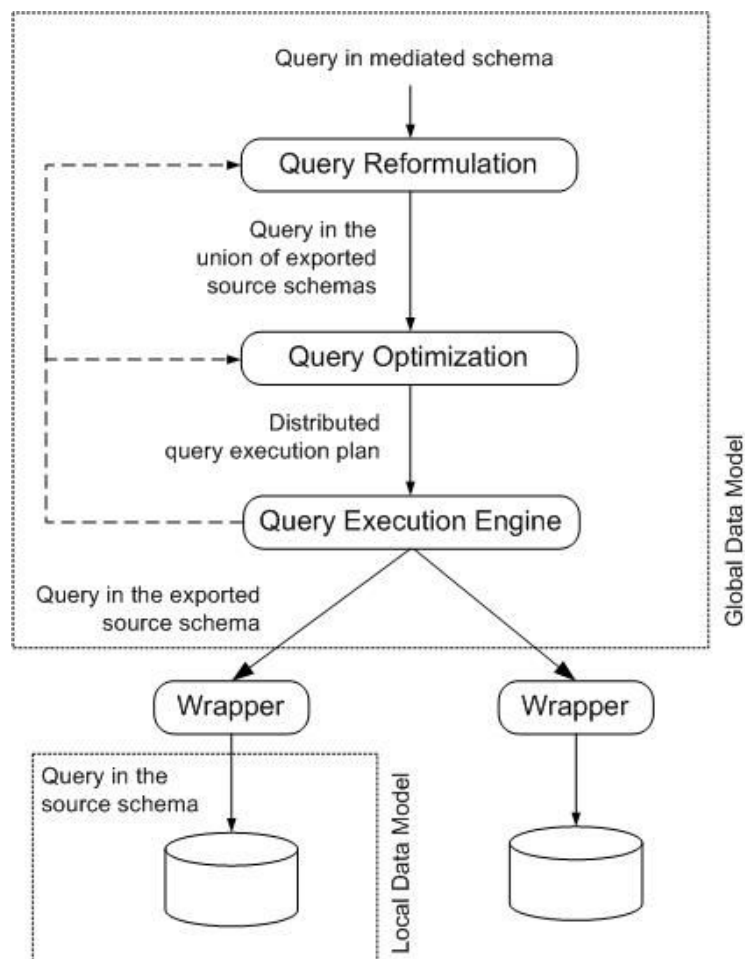 Query in mediated schema
Query Reformulation
Query in the
union of exported
source schemas
Query Optimization
Distributed
query execution plan
Query Execution Engine
Global Data Model
Query in the exported
source schema
Wrapper
Wrapper
Query in the
source schema
Local Data Model